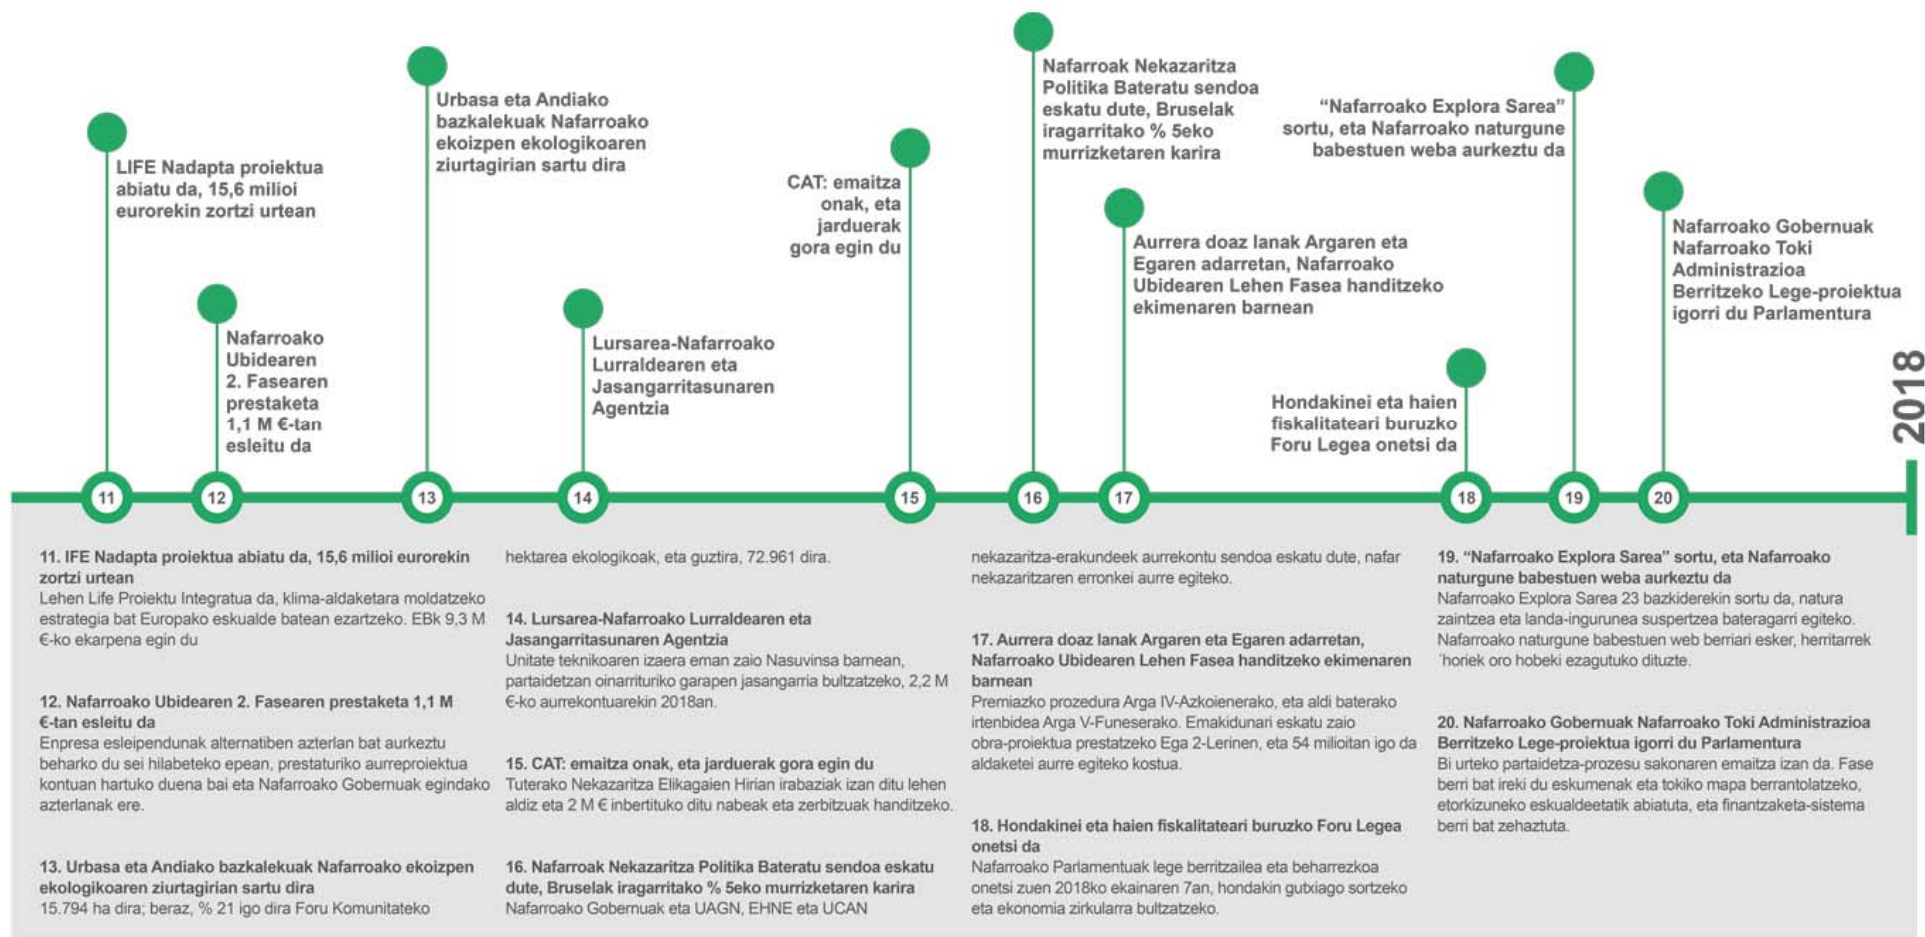 LIFE Nadapta proiektua
abiatu da, 15,6 milioi
eurorekin zortzi urtean
Nafarroako
Ubidearen
2. Fasearen
prestaketa
1,1 M €-tan
esleitu da
Urbasa eta Andiako
bazkalekuak Nafarroako
ekoizpen ekologikoaren
ziurtagirian sartu dira
Lursarea-Nafarroako
Lurraldearen eta
Jasangarritasunaren
Agentzia
CAT: emaitza
onak, eta
jarduerak
gora egin du
Nafarroak Nekazaritza
Politika Bateratu sendoa
eskatu dute, Bruselak
iragarritako % 5eko
murrizketaren karira
Aurrera doaz lanak Argaren eta
Egaren adarretan, Nafarroako
Ubidearen Lehen Fasea handitzeko
ekimenaren barnean
Hondakinei eta haien
fiskalitateari buruzko
Foru Legea onetsi da
“Nafarroako Explora Sarea”
sortu, eta Nafarroako naturgune
babestuen weba aurkeztu da
Nafarroako Gobernuak
Nafarroako Toki
Administrazioa
Berritzeko Lege-proiektua
igorri du Parlamentura
2018
11
12
13
14
15
16
17
18
19
20
11. IFE Nadapta proiektua abiatu da, 15,6 milioi eurorekin
zortzi urtean
Lehen Life Proiektu Integratua da, klima-aldaketara moldatzeko
estrategia bat Europako eskualde batean ezartzeko. EBk 9,3 M
€-ko ekarpena egin du
12. Nafarroako Ubidearen 2. Fasearen prestaketa 1,1 M
€-tan esleitu da
Enpresa esleipendunak alternatiben azterlan bat aurkeztu
beharko du sei hilabeteko epean, prestaturiko aurreproiektua
kontuan hartuko duena bai eta Nafarroako Gobernuak egindako
azterlanak ere.
13. Urbasa eta Andiako bazkalekuak Nafarroako ekoizpen
ekologikoaren ziurtagirian sartu dira
15.794 ha dira; beraz, % 21 igo dira Foru Komunitateko
hektarea ekologikoak, eta guztira, 72.961 dira.
14. Lursarea-Nafarroako Lurraldearen eta
Jasangarritasunaren Agentzia
Unitate teknikoaren izaera eman zaio Nasuvinsa barnean,
partaidetzan oinarrituriko garapen jasangarria bultzatzeko, 2,2 M
€-ko aurrekontuarekin 2018an.
15. CAT: emaitza onak, eta jarduerak gora egin du
Tuterako Nekazaritza Elikagaien Hirian irabaziak izan ditu lehen
aldiz eta 2 M € inbertituko ditu nabeak eta zerbitzuak handitzeko.
16. Nafarroak Nekazaritza Politika Bateratu sendoa eskatu
dute, Bruselak iragarritako % 5eko murrizketaren karira
Nafarroako Gobernuak eta UAGN, EHNE eta UCAN
nekazaritza-erakundeek aurrekontu sendoa eskatu dute, nafar
nekazaritzaren erronkei aurre egiteko.
17. Aurrera doaz lanak Argaren eta Egaren adarretan,
Nafarroako Ubidearen Lehen Fasea handitzeko ekimenaren
barnean
Premiazko prozedura Arga IV-Azkoienerako, eta aldi baterako
irtenbidea Arga V-Funeserako. Emakidunari eskatu zaio
obra-proiektua prestatzeko Ega 2-Lerinen, eta 54 milioitan igo da
aldaketei aurre egiteko kostua.
18. Hondakinei eta haien fiskalitateari buruzko Foru Legea
onetsi da
Nafarroako Parlamentuak lege berritzailea eta beharrezkoa
onetsi zuen 2018ko ekainaren 7an, hondakin gutxiago sortzeko
eta ekonomia zirkularra bultzatzeko.
19. “Nafarroako Explora Sarea” sortu, eta Nafarroako
naturgune babestuen weba aurkeztu da
Nafarroako Explora Sarea 23 bazkiderekin sortu da, natura
zaintzea eta landa-ingurunea suspertzea bateragarri egiteko.
Nafarroako naturgune babestuen web berriari esker, herritarrek
´horiek oro hobeki ezagutuko dituzte.
20. Nafarroako Gobernuak Nafarroako Toki Administrazioa
Berritzeko Lege-proiektua igorri du Parlamentura
Bi urteko partaidetza-prozesu sakonaren emaitza izan da. Fase
berri bat ireki du eskumenak eta tokiko mapa berrantolatzeko,
etorkizuneko eskualdeetatik abiatuta, eta finantzaketa-sistema
berri bat zehaztuta.